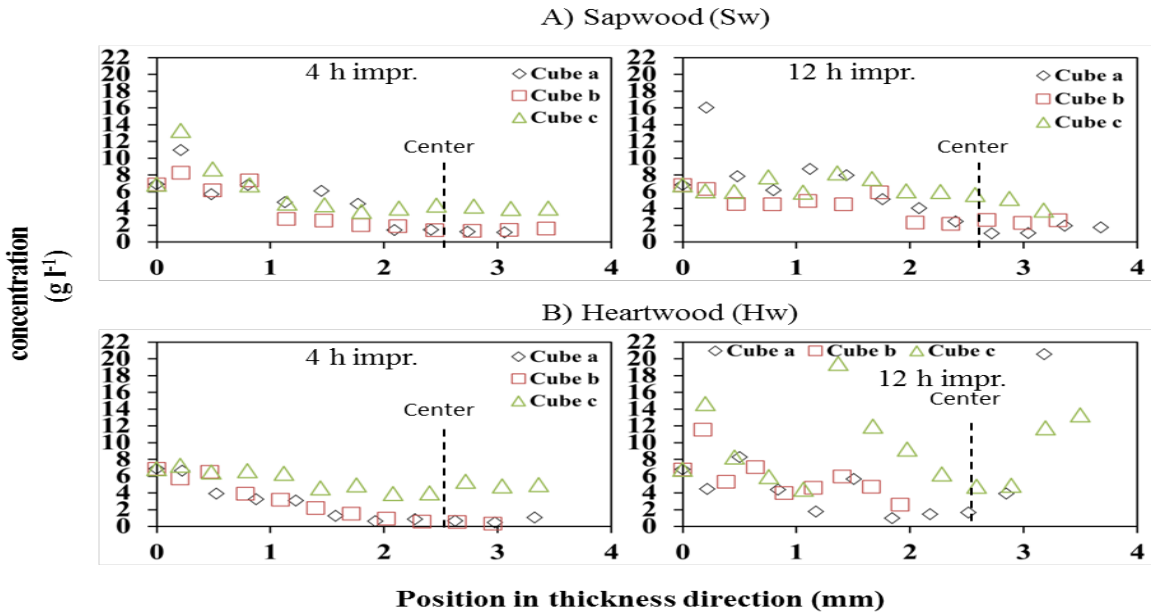 A) Sapwood (Sw)
22
20
18
16
14
12
10
8
6
4
2
0
4 h impr.
Cube a
Cube b
Cube c
Center
0 1 2 3 4
22
20
18
16
14
12
10
8
6
4
2
0
12 h impr.
Cube a
Cube b
Cube c
Center
0 1 2 3 4
concentration
(g l-1)
B) Heartwood (Hw)
22
20
18
16
14
12
10
8
6
4
2
0
4 h impr.
Cube a
Cube b
Cube c
Center
0 1 2 3 4
22
20
18
16
14
12
10
8
6
4
2
0
Cube a Cube b Cube c
12 h impr.
Center
0 1 2 3 4
Position in thickness direction (mm)